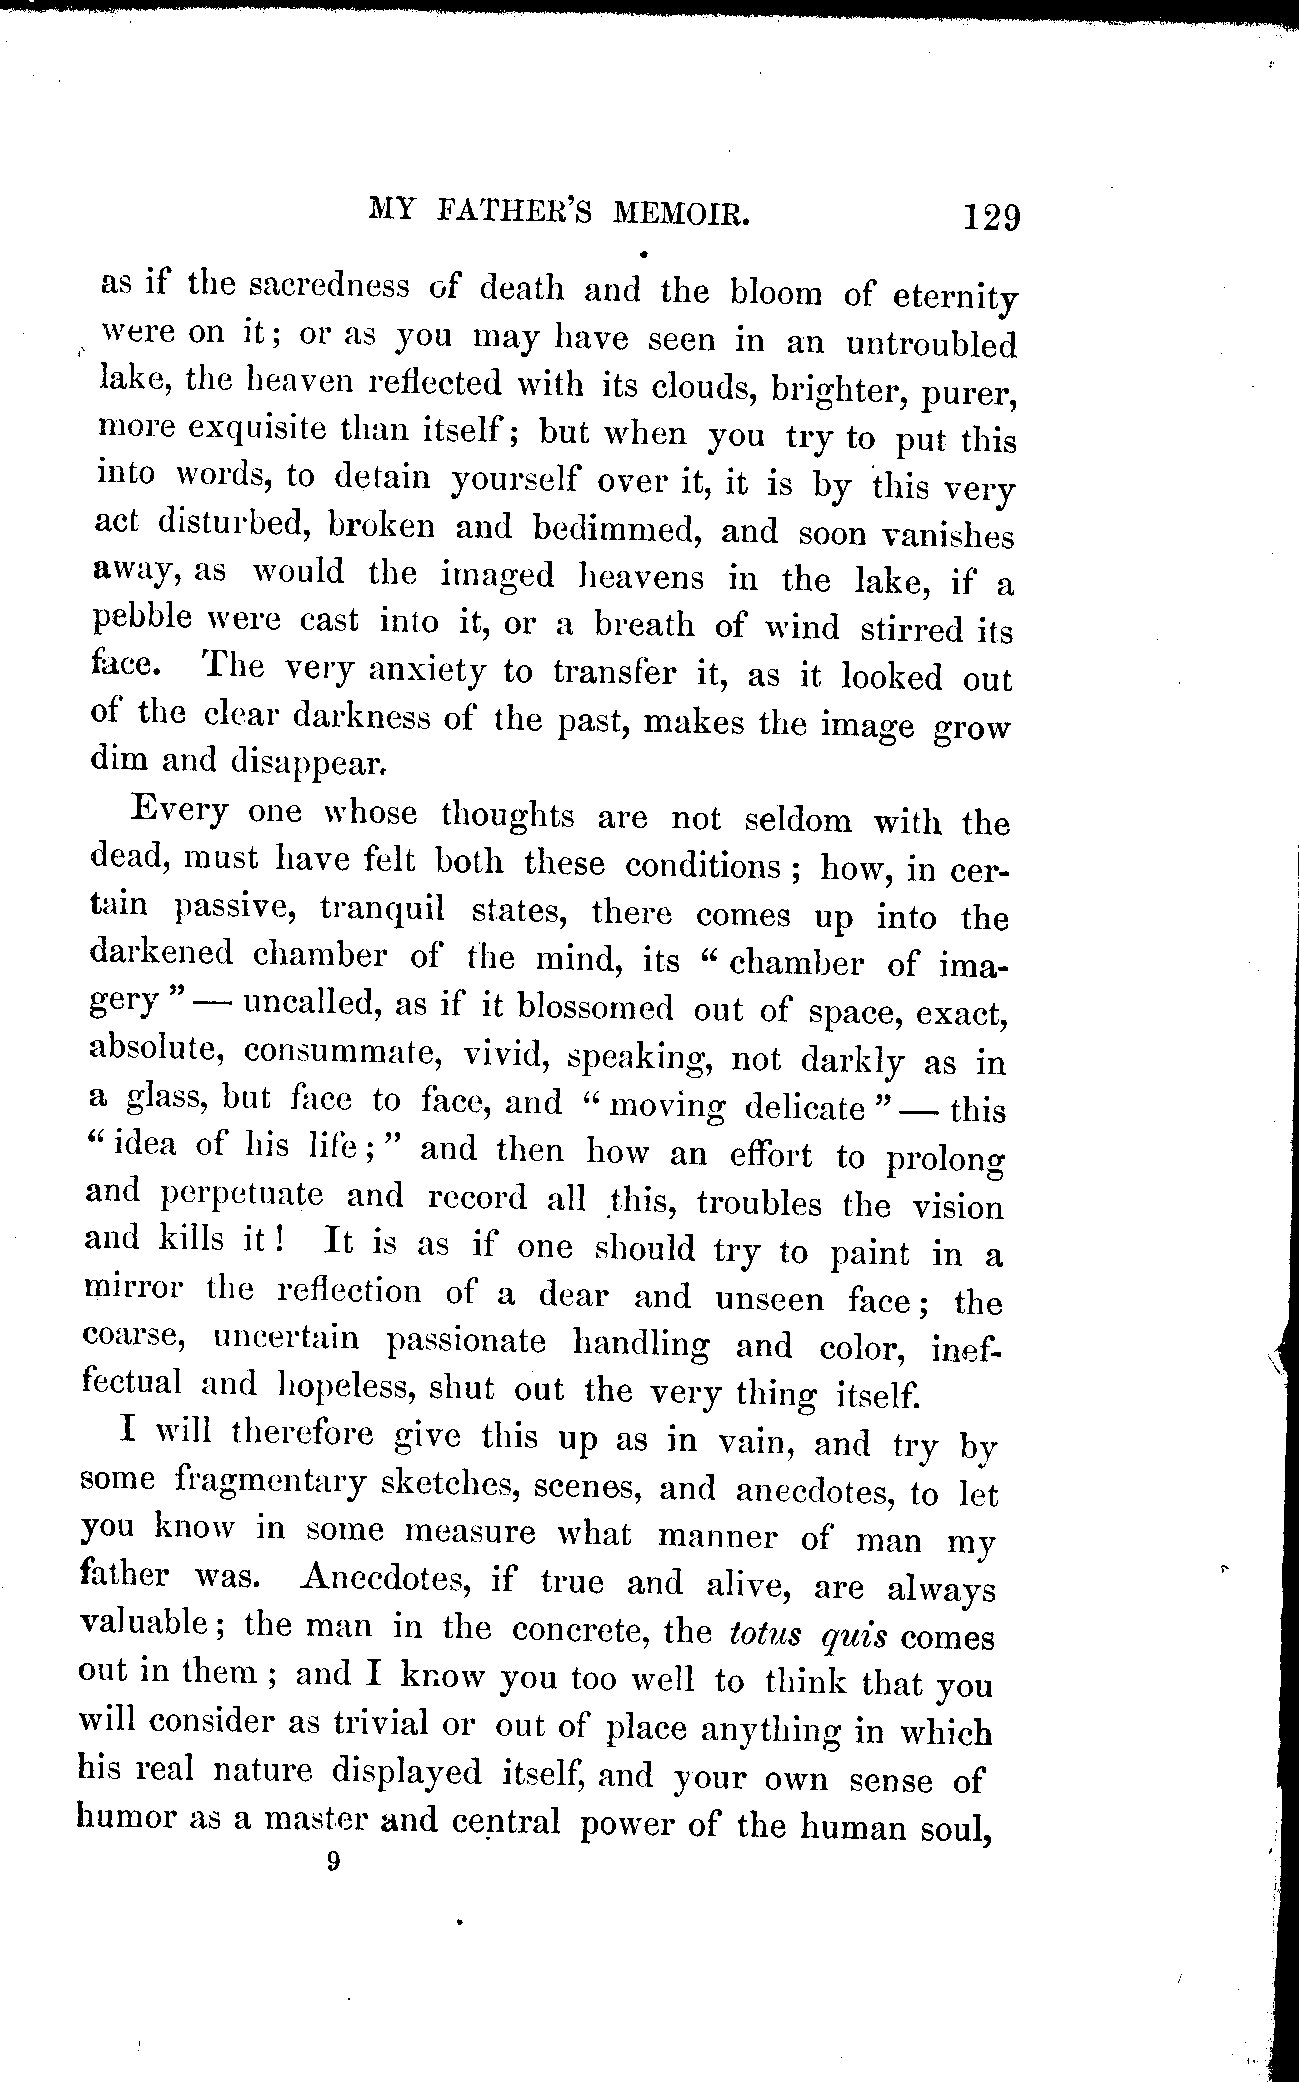 MY FATHER'S MEMOIR. 129
as if the sacredness of death and the bloom of eternity
were on it; or as you may have seen in an untroubled
lake, the heaven reflected with its clouds, brighter, purer,
more exquisite than itself; but when you try to put this
into words, to detain yourself over it, it is by this very
act disturbed, broken and bedimmed, and soon vanishes
away, as would the imaged heavens in the lake, if a
pebble were cast into it, or a breath of wind stirred its
face. The very anxiety to transfer it, as it looked out
of the clear darkness of the past, makes the image grow
dim and disappear.
Every one whose thoughts are not seldom with the
dead, must have felt both these conditions; how, in cer-
tain passive, tranquil states, there comes up into the
darkened chamber of the mind, its "chamber of ima-
gery" — uncalled, as if it blossomed out of space, exact,
absolute, consummate, vivid, speaking, not darkly as in
a glass, but face to face, and "moving delicate" — this
"idea of his life;" and then how an effort to prolong
and perpetuate and record all this, troubles the vision
and kills it! It is as if one should try to paint in a
mirror the reflection of a dear and unseen face; the
coarse, uncertain passionate handling and color, inef-
fectual and hopeless, shut out the very thing itself.
I will therefore give this up as in vain, and try by
some fragmentary sketches, scenes, and anecdotes, to let
you know in some measure what manner of man my
father was. Anecdotes, if true and alive, are always
valuable; the man in the concrete, the totus quis comes
out in them; and I know you too well to think that you
will consider as trivial or out of place anything in which
his real nature displayed itself, and your own sense of
humor as a master and central power of the human soul,
9